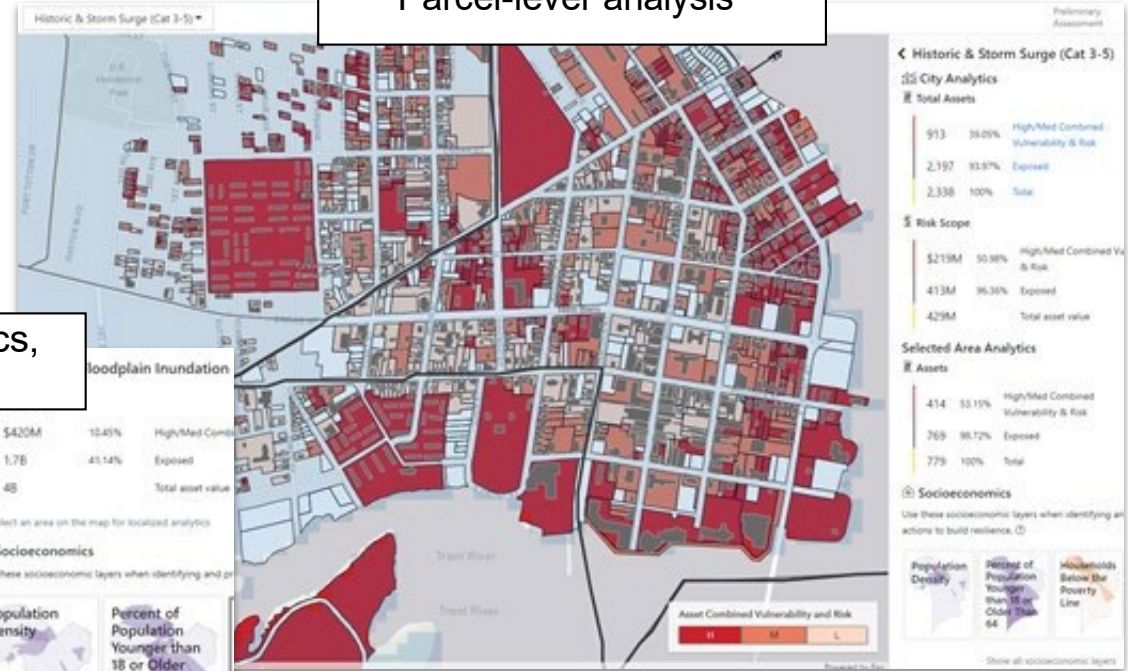 Parcel-level analysis
Historic & Storm Surge (Cat 3-5)
Preliminary
Assessment
Historic & Storm Surge (Cat 3-5)
City Analytics
Total Assets
913 39.05% High/Med Combined
Vulnerability & Risk
2,197 93.97% Exposed
2,338 100% Total
$ Risk Scope
$219M 50.98% High/Med Combined Vu
& Risk
413M 96.36% Exposed
429M Total asset value
Selected Area Analytics
Assets
414 53.15% High/Med Combined
Vulnerability & Risk
769 98.72% Exposed
779 100% Total
Socioeconomics
Use these socioeconomic layers when identifying an
actions to build resilience.
Population
Density
Percent of
Population
Younger
than 18 or
Older Than
64
Households
Below the
Poverty
Line
Show all socioeconomic layers
cs,
loodplain Inundation
$420M 10.45% High/Med Comb
1.7B 41.14% Exposed
4B Total asset value
lect an area on the map for localized analytics
ocioeconomics
hese socioeconomic layers when identifying and pr
opulation
ensity
Percent of
Population
Younger than
18 or Older
Trent River
Trent River
Asset Combined Vulnerability and Risk
H M L
Powered by Esri